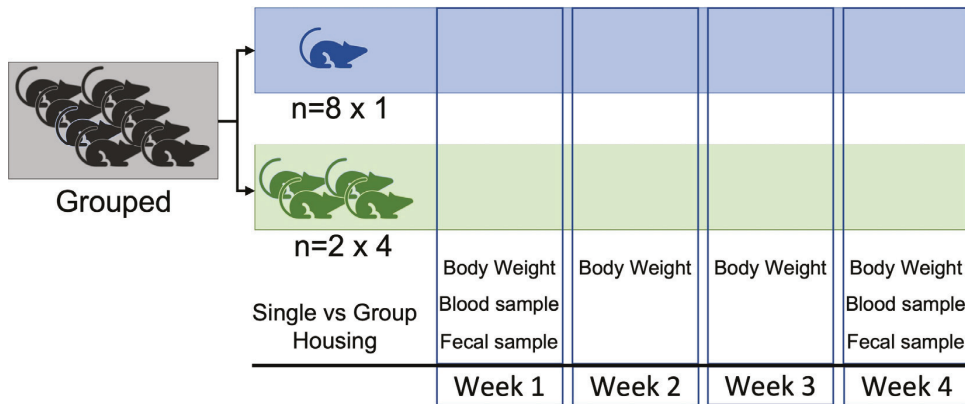 Grouped
n=8 x 1
n=2 x 4
Single vs Group
Housing
Body Weight
Blood sample
Fecal sample
Body Weight
Body Weight
Body Weight
Blood sample
Fecal sample
Week 1
Week 2
Week 3
Week 4